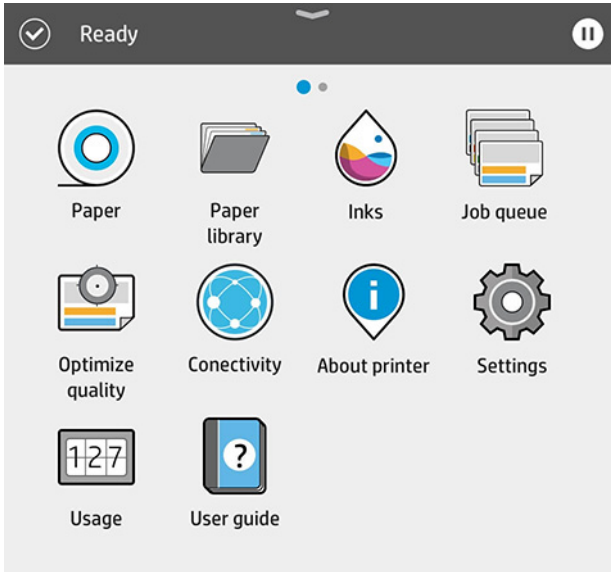 Ready
Paper
Paper
library
Inks
Job queue
Optimize
quality
Conectivity
About printer
Settings
127
Usage
?
User guide